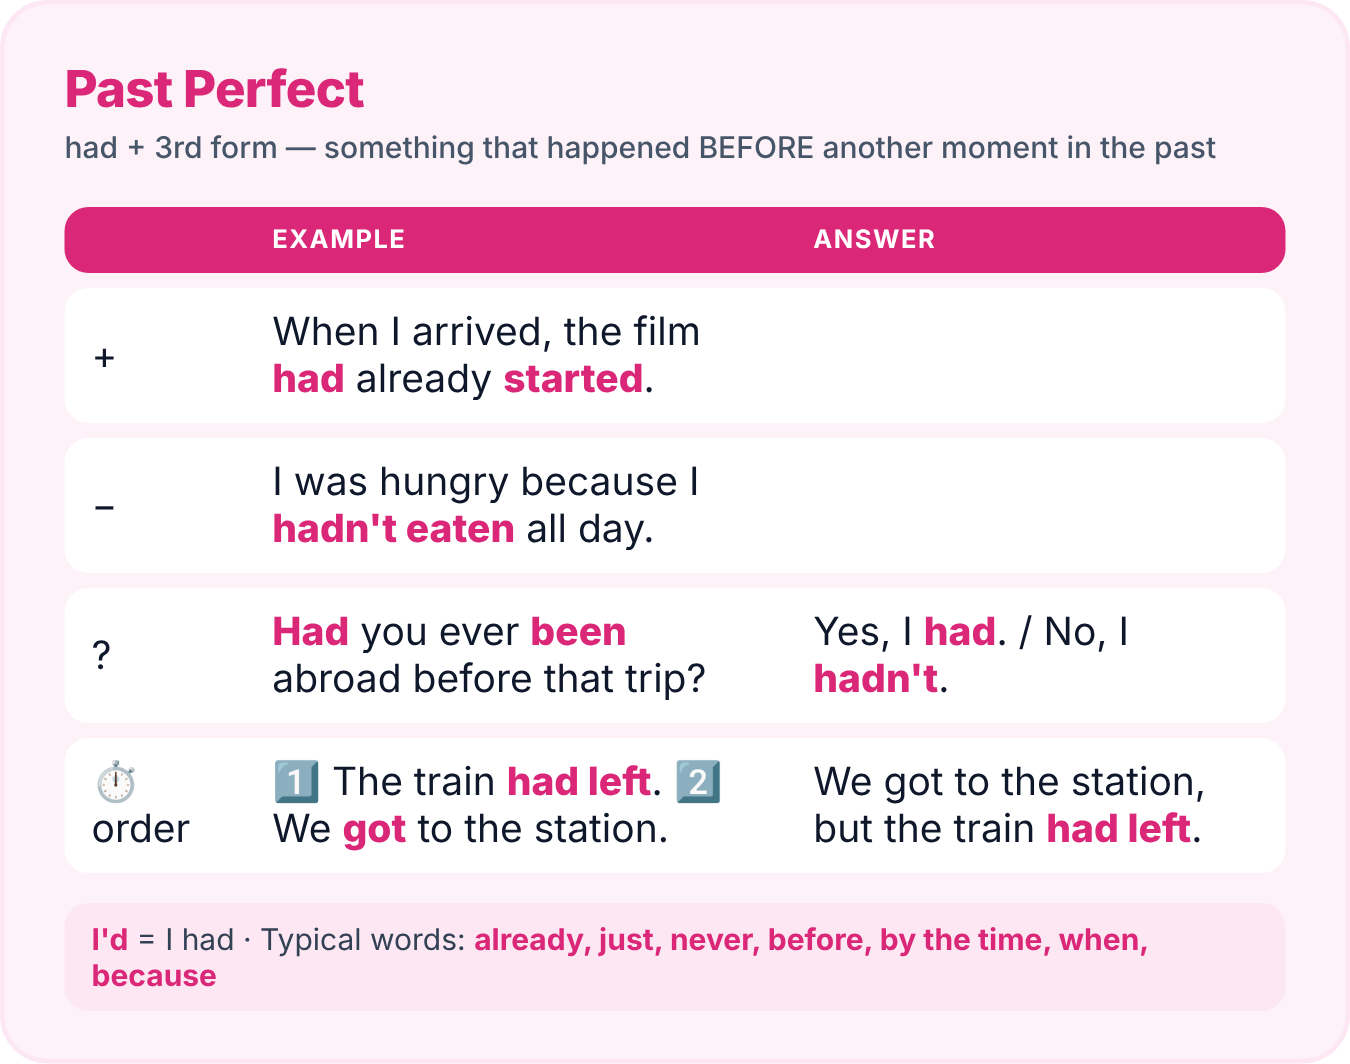 Past Perfect
had + 3rd form — something that happened BEFORE another moment in the past
EXAMPLE ANSWER
+ When I arrived, the film
had already started.
− I was hungry because I
hadn't eaten all day.
? Had you ever been
abroad before that trip?
Yes, I had. / No, I
hadn't.
⏱️ order
1️⃣ The train had left. 2️⃣
We got to the station.
We got to the station,
but the train had left.
I'd = I had · Typical words: already, just, never, before, by the time, when,
because